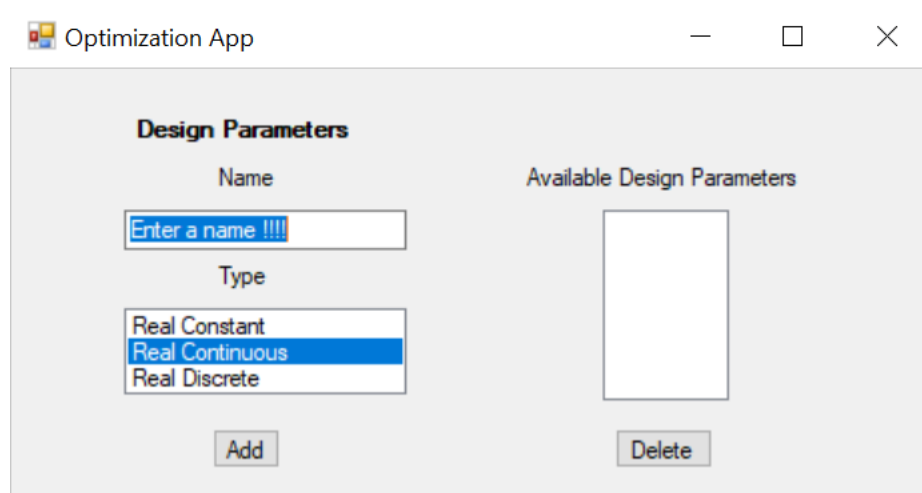 Optimization App
Design Parameters
Name
Enter a name !!!!
Type
Real Constant
Real Continuous
Real Discrete
Add
Available Design Parameters
Delete